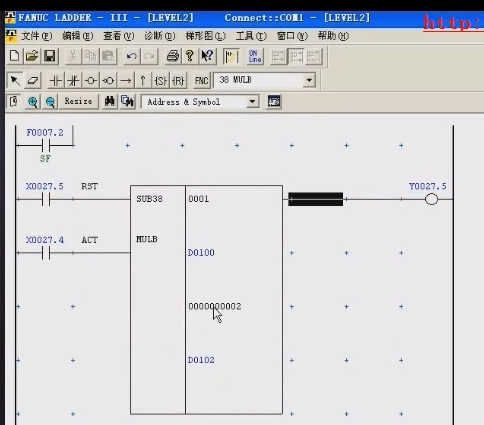 FANUC LADDER - III - [LEVEL2] Connect::COM1 - [LEVEL2]
http:
文件(F) 编辑(E) 查看(V) 诊断(D) 梯形图(L) 工具(T) 窗口(W) 帮助(H)
ON Line
(S) (R) FNC 38 MULB
Resize Address & Symbol
F0007.2
SF
X0027.5 RST Y0027.5
SUB38 0001
X0027.4 ACT MULB
D0100
0000000002
D0102